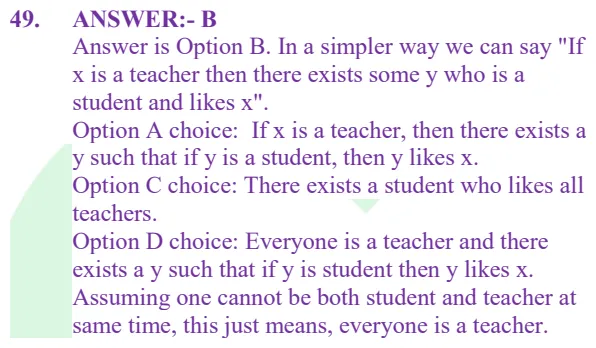 49. ANSWER:- B
Answer is Option B. In a simpler way we can say "If
x is a teacher then there exists some y who is a
student and likes x".
Option A choice:  If x is a teacher, then there exists a
y such that if y is a student, then y likes x.
Option C choice: There exists a student who likes all
teachers.
Option D choice: Everyone is a teacher and there
exists a y such that if y is student then y likes x.
Assuming one cannot be both student and teacher at
same time, this just means, everyone is a teacher.